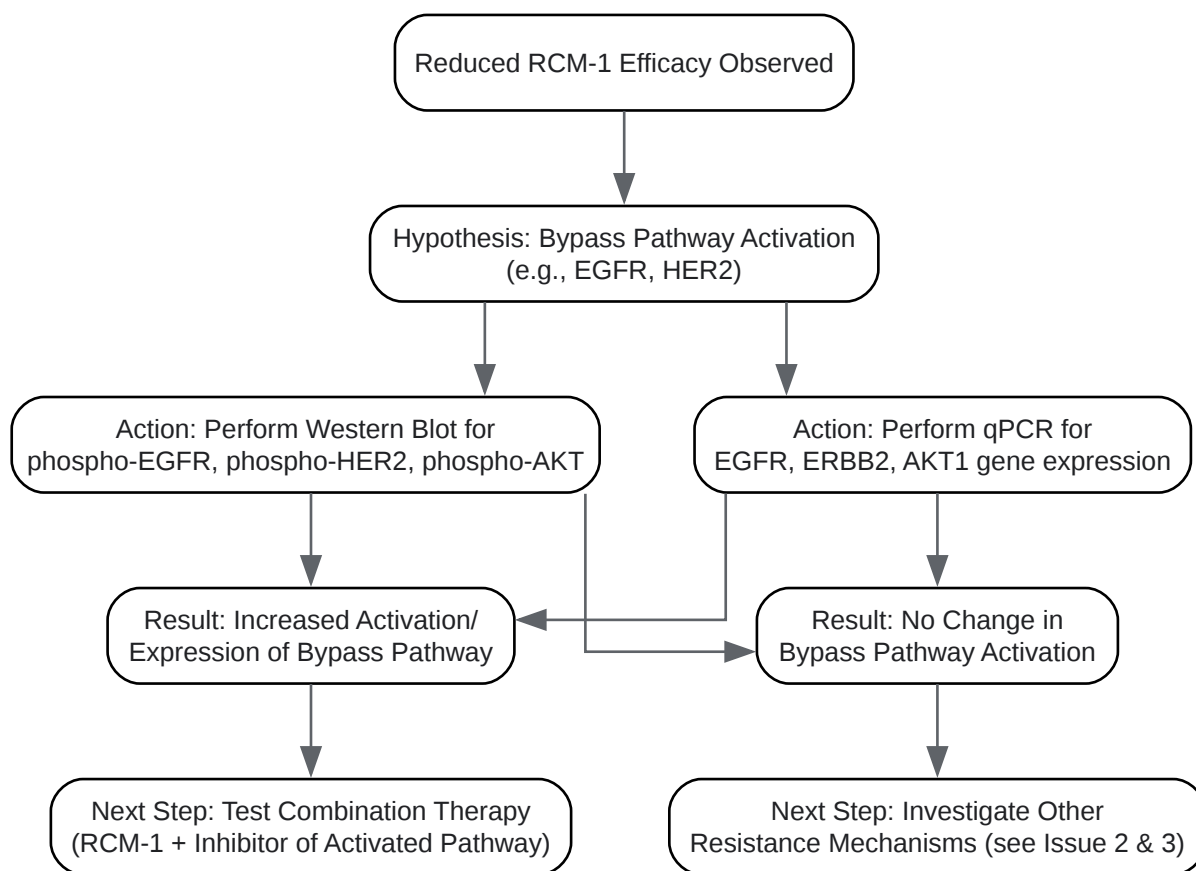 Reduced RCM-1 Efficacy Observed
Hypothesis: Bypass Pathway Activation
(e.g., EGFR, HER2)
Action: Perform Western Blot for
phospho-EGFR, phospho-HER2, phospho-AKT
Action: Perform qPCR for
EGFR, ERBB2, AKT1 gene expression
Result: Increased Activation/
Expression of Bypass Pathway
Result: No Change in
Bypass Pathway Activation
Next Step: Test Combination Therapy
(RCM-1 + Inhibitor of Activated Pathway)
Next Step: Investigate Other
Resistance Mechanisms (see Issue 2 & 3)